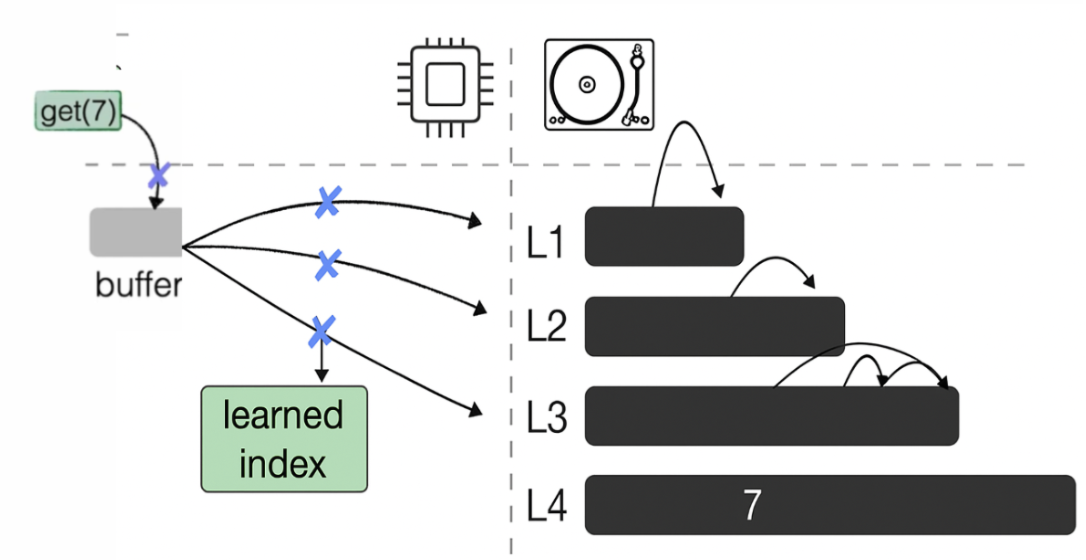 get(7)
buffer
L1
L2
learned
index
L3
L4
7